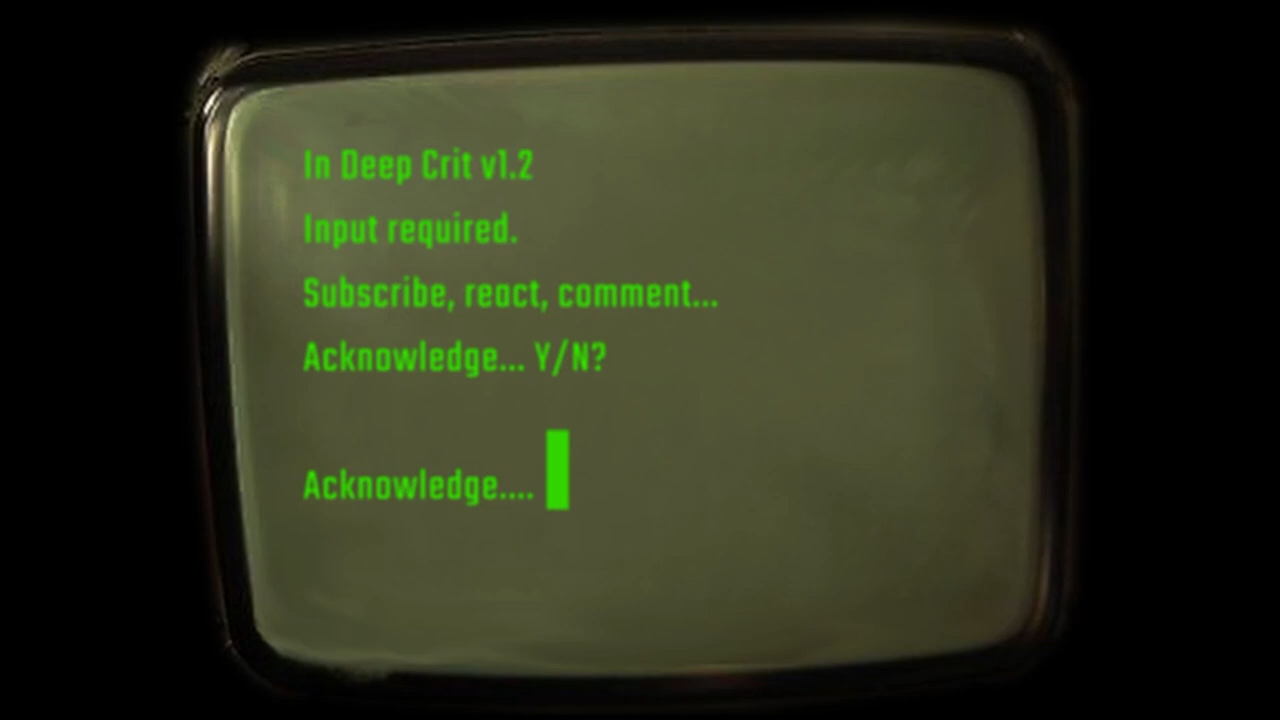 In Deep Crit v1.2
Input required.
Subscribe, react, comment...
Acknowledge... Y/N?
Acknowledge....